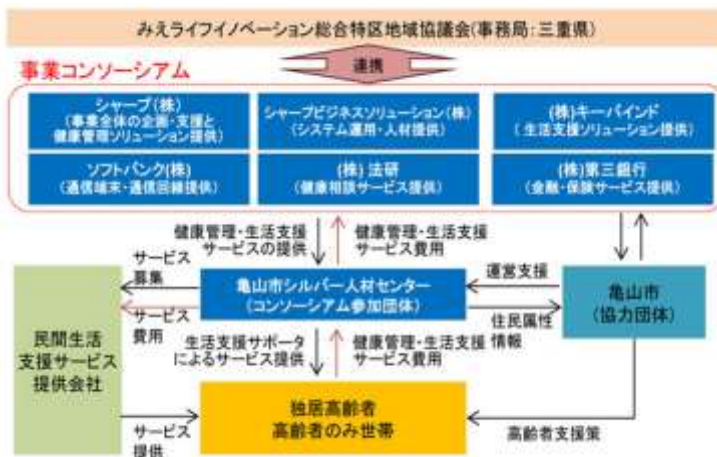 みえライフイノベーション総合特区地域協議会(事務局:三重県)
連携
事業コンソーシアム
シャープ(株)
(事業全体の企画・支援と
健康管理ソリューション提供)
シャープビジネスソリューション(株)
(システム運用・人材提供)
(株)キーバインド
(生活支援ソリューション提供)
ソフトバンク(株)
(通信端末・通信回線提供)
(株)法研
(健康相談サービス提供)
(株)第三銀行
(金融・保険サービス提供)
健康管理・生活支援
サービスの提供
健康管理・生活支援
サービス費用
サービス
募集
亀山市シルバー人材センター
(コンソーシアム参加団体)
運営支援
亀山市
(協力団体)
民間生活
支援サービス
提供会社
サービス
費用
生活支援サポータ
によるサービス提供
健康管理・生活支援
サービス費用
住民属性
情報
独居高齢者
高齢者のみ世帯
サービス
提供
高齢者支援策